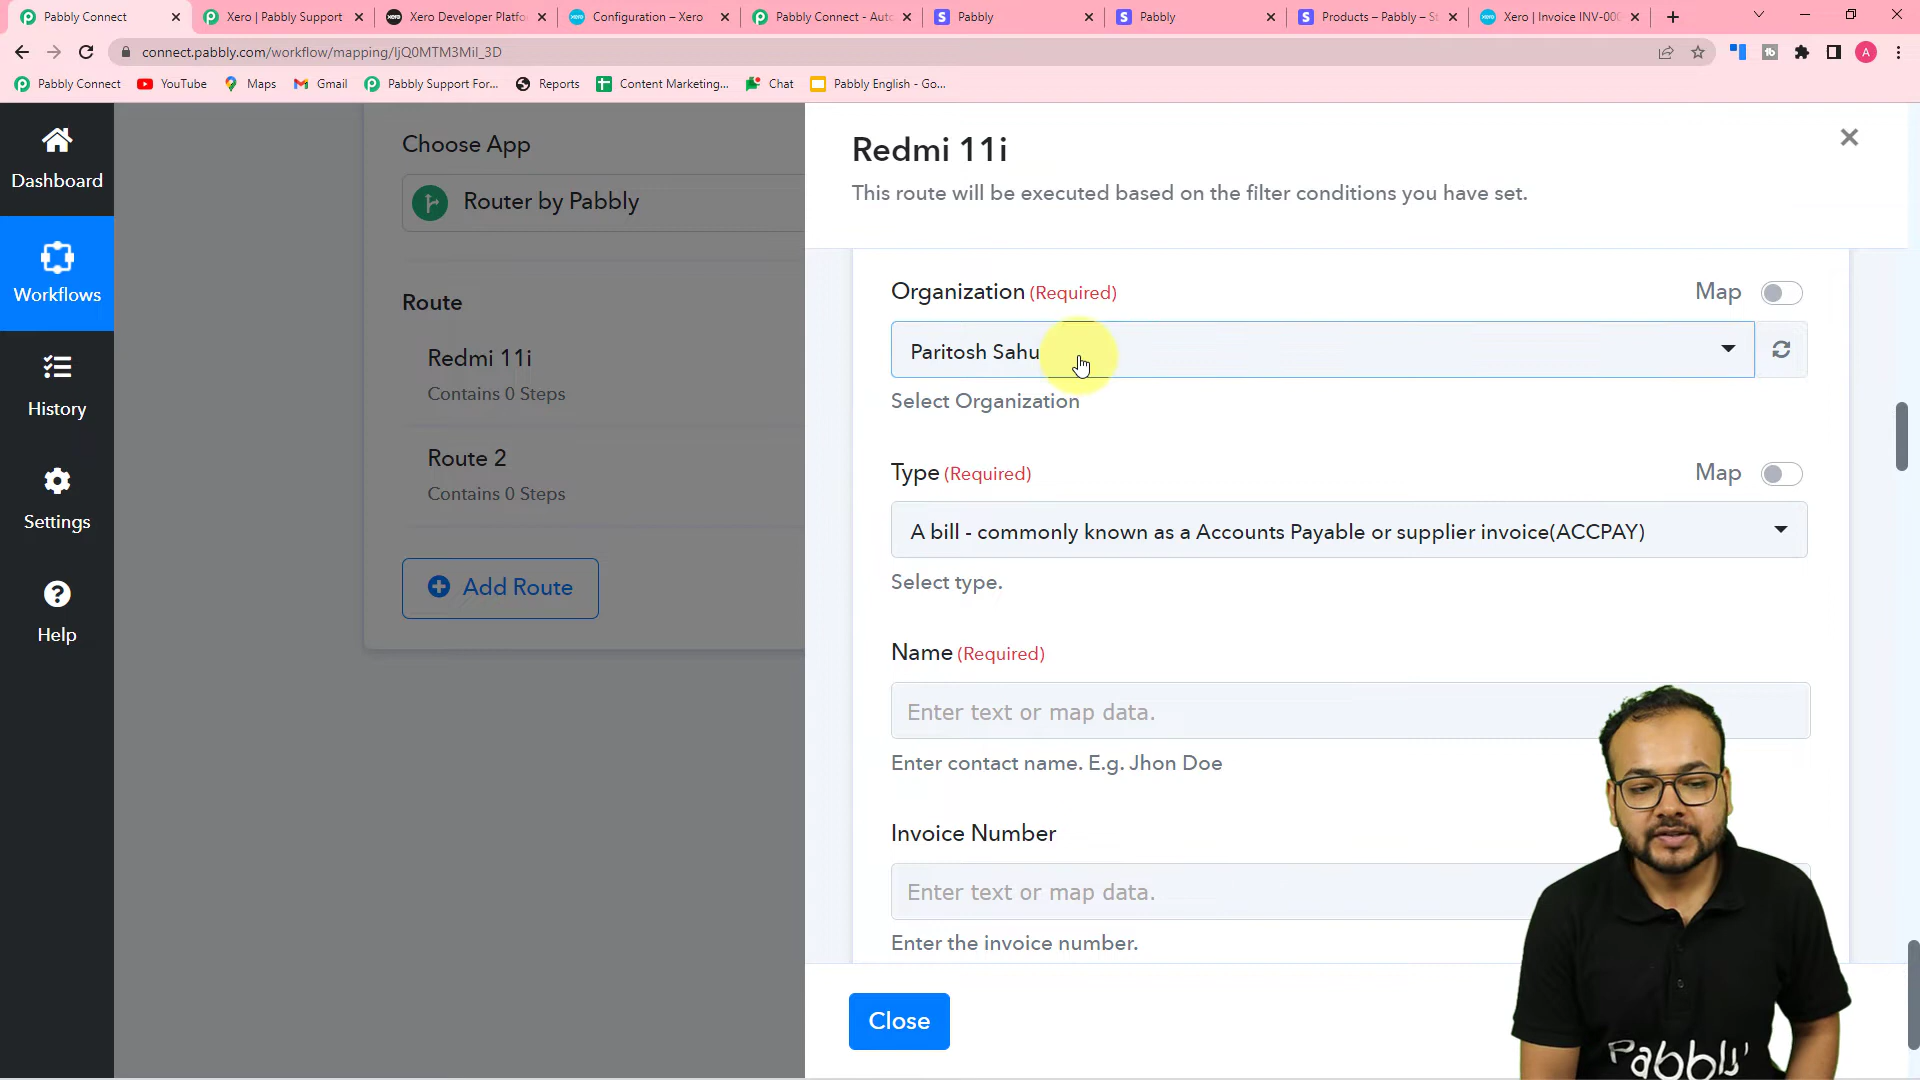 Pabbly Connect
Xero | Pabbly Support
Xero Developer Platfo
Configuration – Xero
Pabbly Connect - Aut
Pabbly
Pabbly
Products – Pabbly – S
Xero | Invoice INV-000
connect.pabbly.com/workflow/mapping/IjQ0MTM3MiI_3D
A
Pabbly Connect
YouTube
Maps
Gmail
Pabbly Support For...
Reports
Content Marketing...
Chat
Pabbly English - Go...
Dashboard
Workflows
History
Settings
Help
Choose App
Router by Pabbly
Route
Redmi 11i
Contains 0 Steps
Route 2
Contains 0 Steps
Add Route
Redmi 11i
This route will be executed based on the filter conditions you have set.
Organization (Required)
Map
Paritosh Sahu
Select Organization
Type (Required)
Map
A bill - commonly known as a Accounts Payable or supplier invoice(ACCPAY)
Select type.
Name (Required)
Enter text or map data.
Enter contact name. E.g. Jhon Doe
Invoice Number
Enter text or map data.
Enter the invoice number.
Close
Pabbly